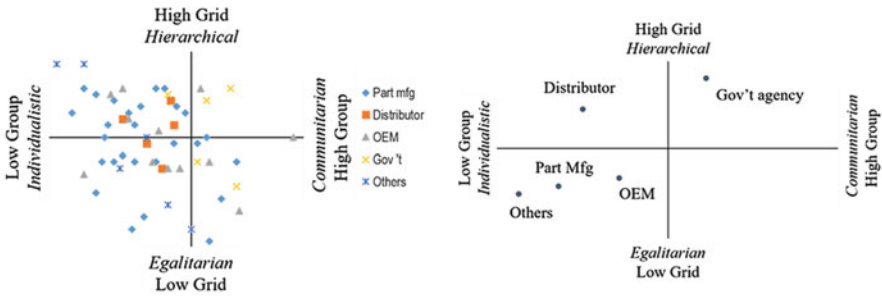 High Grid
Hierarchical
Low Group
Individualistic
Communitarian
High Group
Part mfg
Distributor
OEM
Gov 't
Others
Egalitarian
Low Grid
High Grid
Hierarchical
Distributor
Gov't agency
Low Group
Individualistic
Communitarian
High Group
Part Mfg
OEM
Others
Egalitarian
Low Grid